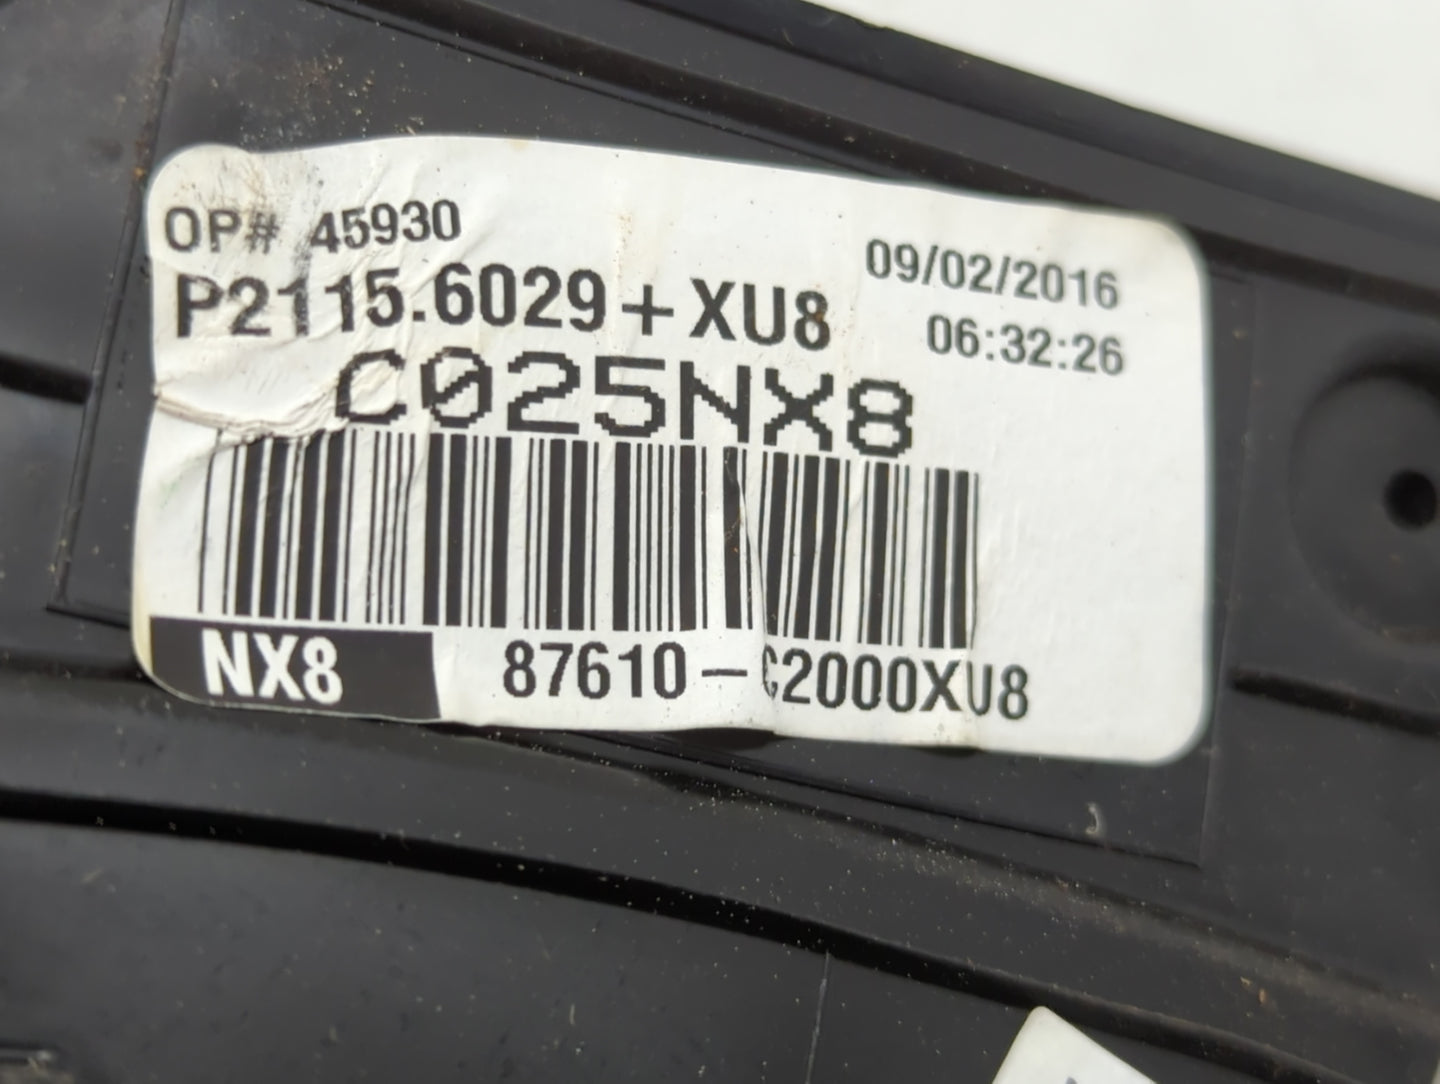 OP# 45930
09/02/2016
P2115.6029+XU8
06:32:26
C025NX8
NX8
87610-C2000XU8